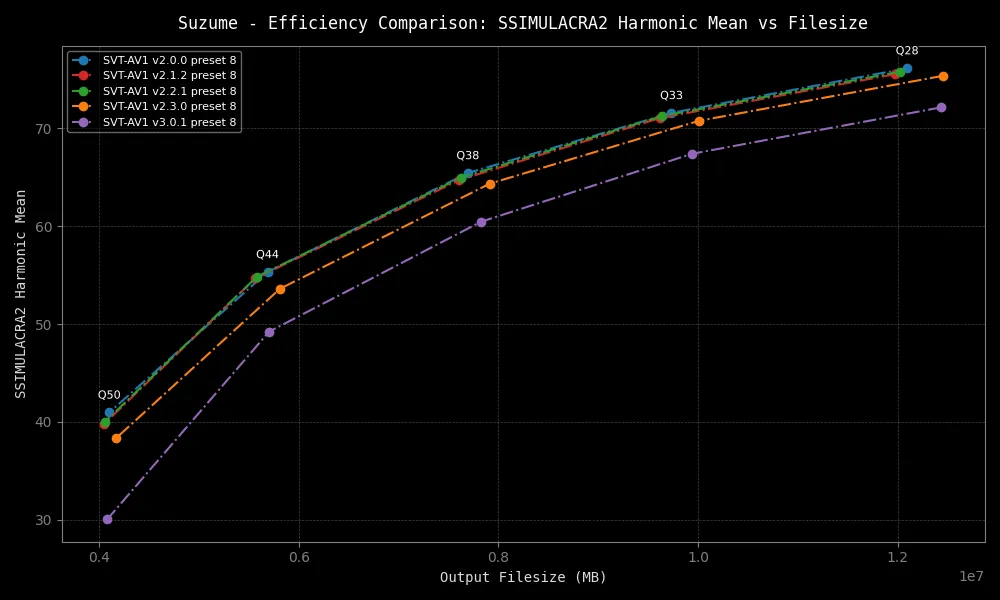 Suzume - Efficiency Comparison: SSIMULACRA2 Harmonic Mean vs Filesize
SVT-AV1 v2.0.0 preset 8
SVT-AV1 v2.1.2 preset 8
SVT-AV1 v2.2.1 preset 8
SVT-AV1 v2.3.0 preset 8
SVT-AV1 v3.0.1 preset 8
Q28
Q33
Q38
Q44
Q50
SSIMULACRA2 Harmonic Mean
70
60
50
40
30
0.4 0.6 0.8 1.0 1.2
1e7
Output Filesize (MB)